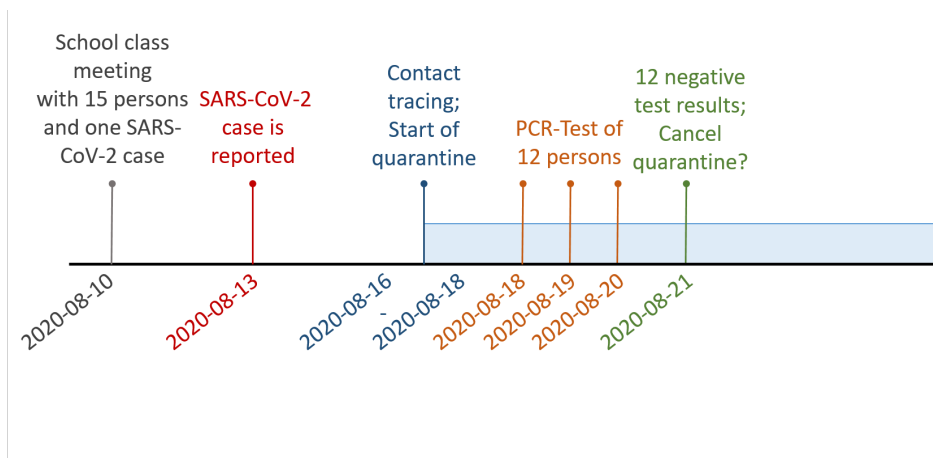 School class
meeting
with 15 persons
and one SARS-
CoV-2 case
SARS-CoV-2
case is
reported
Contact
tracing;
Start of
quarantine
PCR-Test of
12 persons
12 negative
test results;
Cancel
quarantine?
2020-08-10
2020-08-13
2020-08-16
-
2020-08-18
2020-08-18
2020-08-19
2020-08-20
2020-08-21